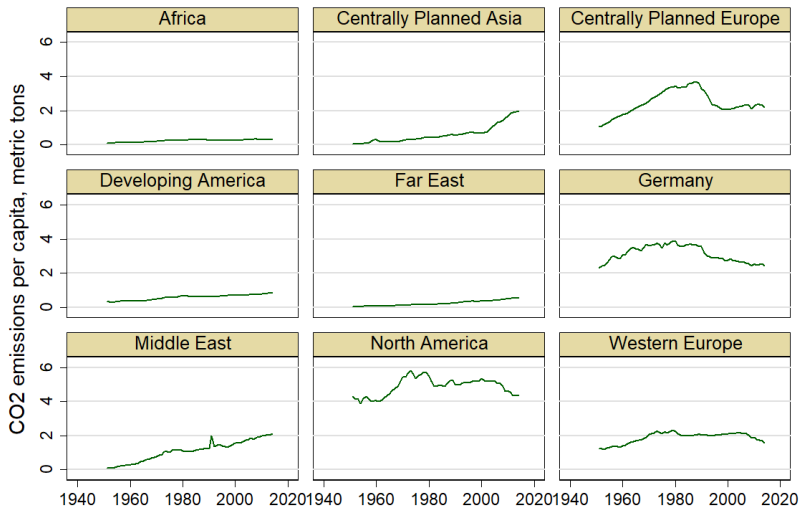 CO2 emissions per capita, metric tons
Africa
Centrally Planned Asia
Centrally Planned Europe
6
4
2
0
Developing America
Far East
Germany
6
4
2
0
Middle East
North America
Western Europe
6
4
2
0
1940 1960 1980 2000 2020 1940 1960 1980 2000 2020 1940 1960 1980 2000 2020